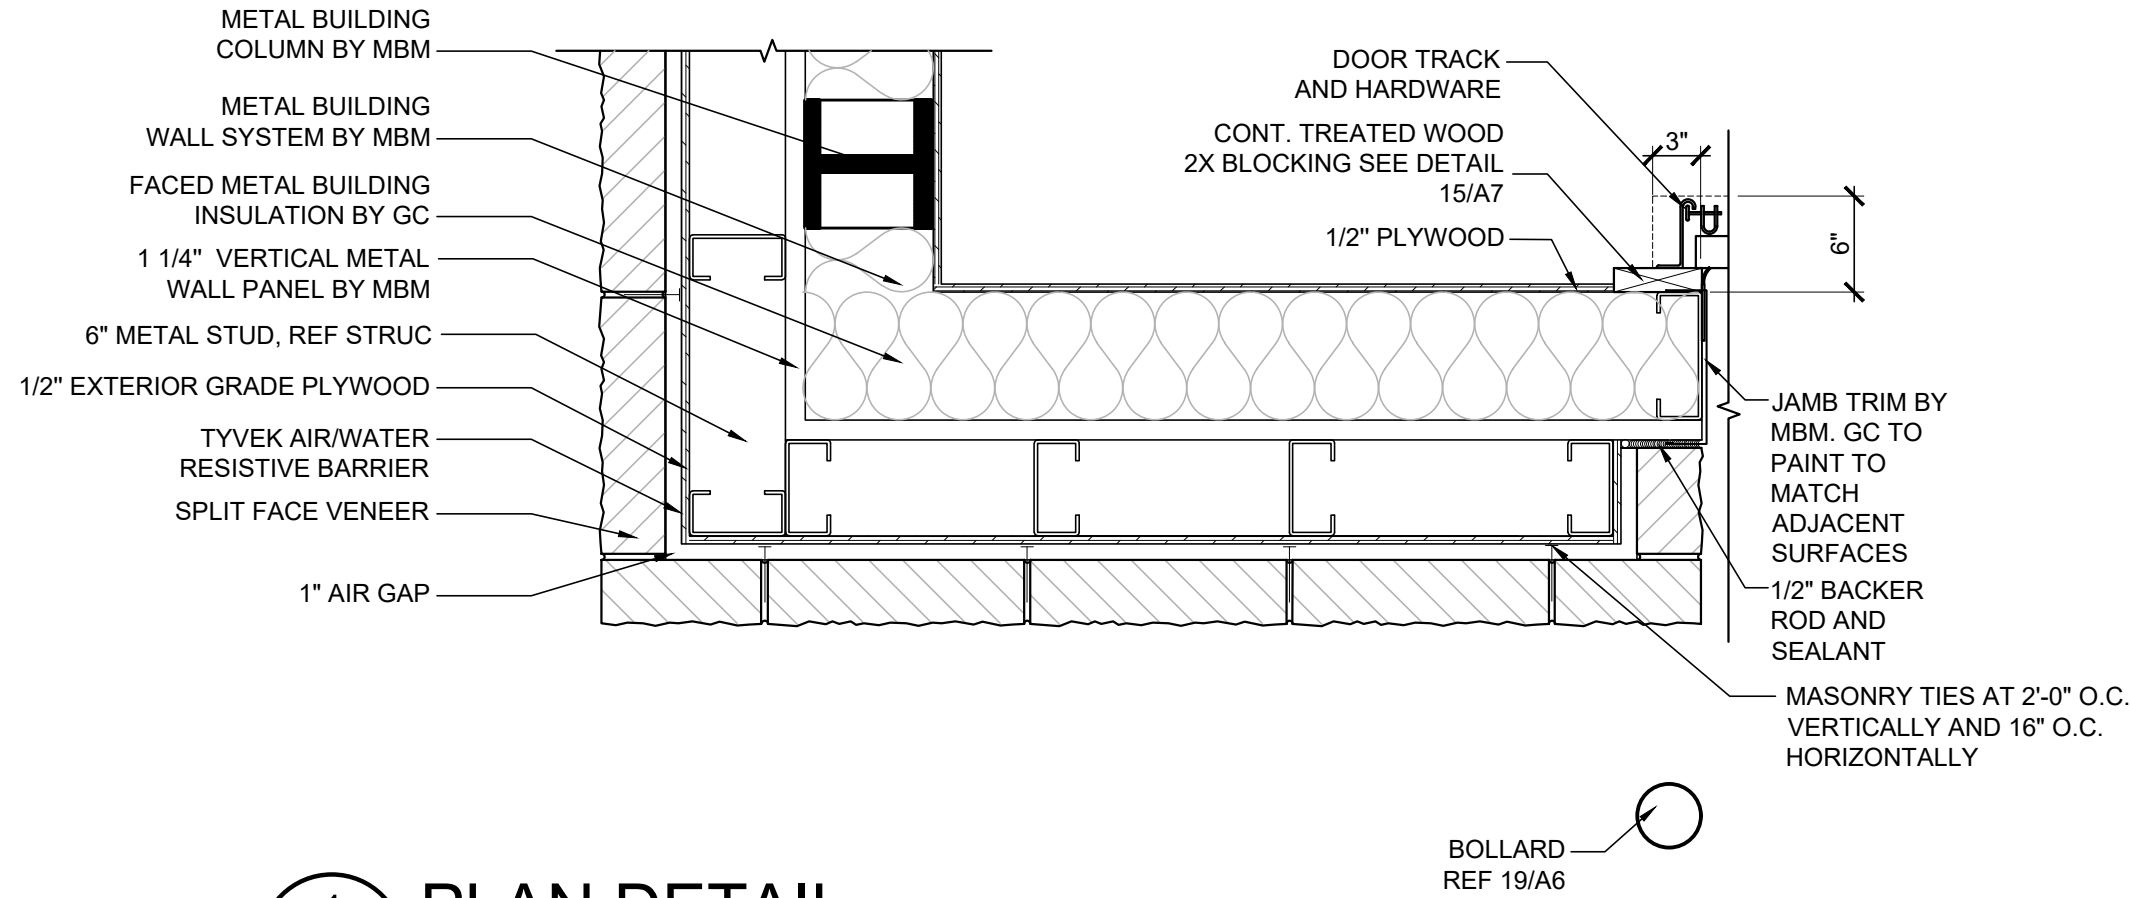 METAL BUILDING
COLUMN BY MBM
METAL BUILDING
WALL SYSTEM BY MBM
FACED METAL BUILDING
INSULATION BY GC
1 1/4" VERTICAL METAL
WALL PANEL BY MBM
6" METAL STUD, REF STRUC
1/2" EXTERIOR GRADE PLYWOOD
TYVEK AIR/WATER
RESISTIVE BARRIER
SPLIT FACE VENEER
1" AIR GAP
DOOR TRACK
AND HARDWARE
CONT. TREATED WOOD
2X BLOCKING SEE DETAIL
15/A7
1/2" PLYWOOD
3"
6"
JAMB TRIM BY
MBM. GC TO
PAINT TO
MATCH
ADJACENT
SURFACES
1/2" BACKER
ROD AND
SEALANT
MASONRY TIES AT 2'-0" O.C.
VERTICALLY AND 16" O.C.
HORIZONTALLY
BOLLARD
REF 19/A6
PLAN DETAIL